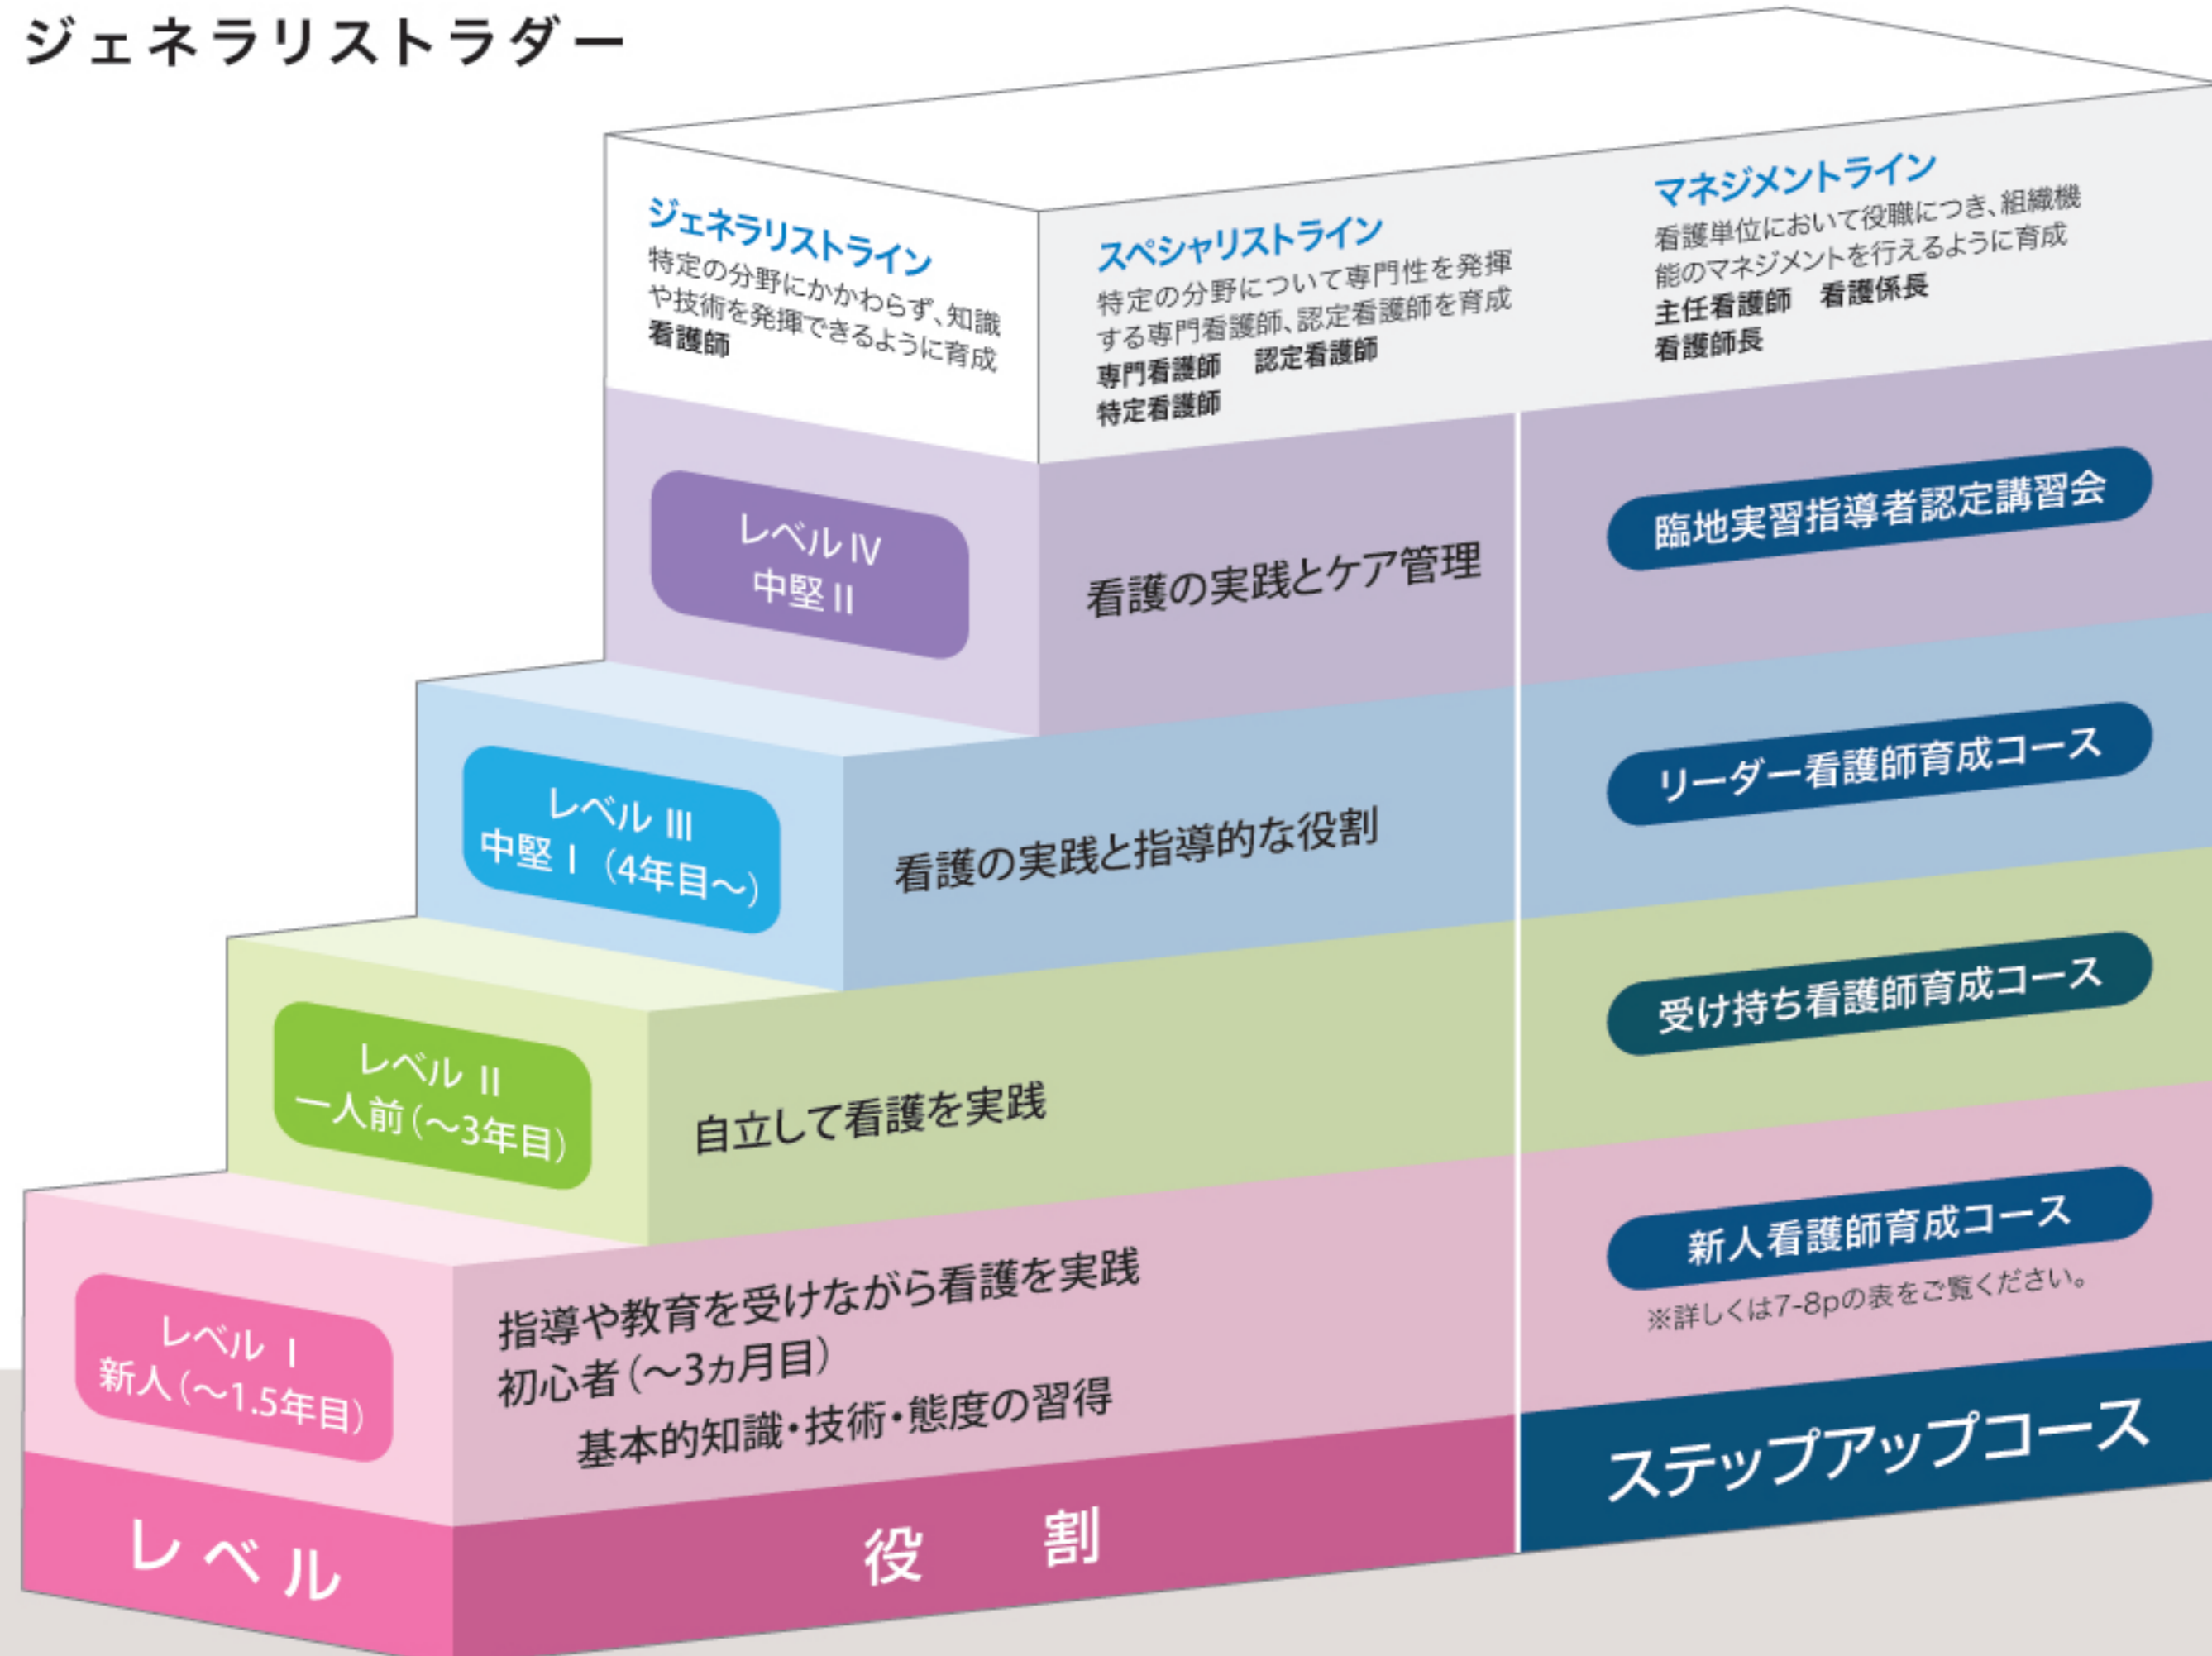 ジェネラリストラダー
ジェネラリストライン
特定の分野にかかわらず、知識
や技術を発揮できるように育成
看護師
スペシャリストライン
特定の分野について専門性を発揮
する専門看護師、認定看護師を育成
専門看護師　認定看護師
特定看護師
マネジメントライン
看護単位において役職につき、組織機
能のマネジメントを行えるように育成
主任看護師　看護係長
看護師長
レベル Ⅳ
中堅 Ⅱ
看護の実践とケア管理
臨地実習指導者認定講習会
レベル Ⅲ
中堅 Ⅰ（4年目～）
看護の実践と指導的な役割
リーダー看護師育成コース
レベル Ⅱ
一人前（～3年目）
自立して看護を実践
受け持ち看護師育成コース
レベル Ⅰ
新人（～1.5年目）
指導や教育を受けながら看護を実践
初心者（～3ヵ月目）
基本的知識・技術・態度の習得
新人看護師育成コース
※詳しくは7-8pの表をご覧ください。
レベル
役　割
ステップアップコース